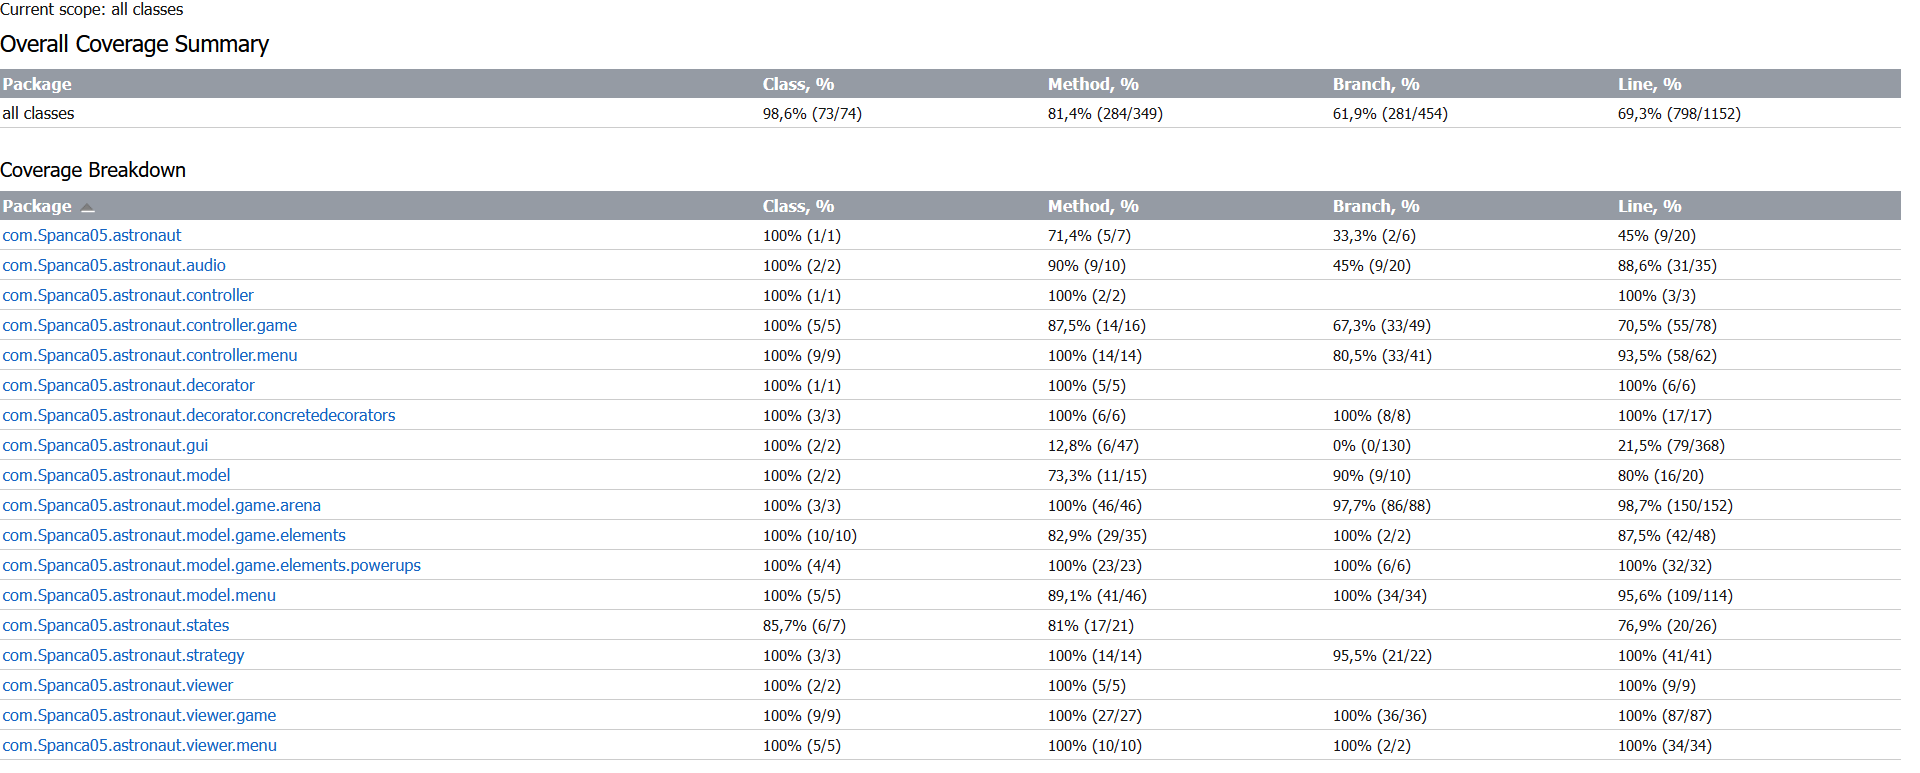 Current scope: all classes
Overall Coverage Summary
Package Class, % Method, % Branch, % Line, %
all classes 98,6% (73/74) 81,4% (284/349) 61,9% (281/454) 69,3% (798/1152)
Coverage Breakdown
Package Class, % Method, % Branch, % Line, %
com.Spanca05.astronaut 100% (1/1) 71,4% (5/7) 33,3% (2/6) 45% (9/20)
com.Spanca05.astronaut.audio 100% (2/2) 90% (9/10) 45% (9/20) 88,6% (31/35)
com.Spanca05.astronaut.controller 100% (1/1) 100% (2/2) 100% (3/3)
com.Spanca05.astronaut.controller.game 100% (5/5) 87,5% (14/16) 67,3% (33/49) 70,5% (55/78)
com.Spanca05.astronaut.controller.menu 100% (9/9) 100% (14/14) 80,5% (33/41) 93,5% (58/62)
com.Spanca05.astronaut.decorator 100% (1/1) 100% (5/5) 100% (6/6)
com.Spanca05.astronaut.decorator.concretedecorators 100% (3/3) 100% (6/6) 100% (8/8) 100% (17/17)
com.Spanca05.astronaut.gui 100% (2/2) 12,8% (6/47) 0% (0/130) 21,5% (79/368)
com.Spanca05.astronaut.model 100% (2/2) 73,3% (11/15) 90% (9/10) 80% (16/20)
com.Spanca05.astronaut.model.game.arena 100% (3/3) 100% (46/46) 97,7% (86/88) 98,7% (150/152)
com.Spanca05.astronaut.model.game.elements 100% (10/10) 82,9% (29/35) 100% (2/2) 87,5% (42/48)
com.Spanca05.astronaut.model.game.elements.powerups 100% (4/4) 100% (23/23) 100% (6/6) 100% (32/32)
com.Spanca05.astronaut.model.menu 100% (5/5) 89,1% (41/46) 100% (34/34) 95,6% (109/114)
com.Spanca05.astronaut.states 85,7% (6/7) 81% (17/21) 76,9% (20/26)
com.Spanca05.astronaut.strategy 100% (3/3) 100% (14/14) 95,5% (21/22) 100% (41/41)
com.Spanca05.astronaut.viewer 100% (2/2) 100% (5/5) 100% (9/9)
com.Spanca05.astronaut.viewer.game 100% (9/9) 100% (27/27) 100% (36/36) 100% (87/87)
com.Spanca05.astronaut.viewer.menu 100% (5/5) 100% (10/10) 100% (2/2) 100% (34/34)